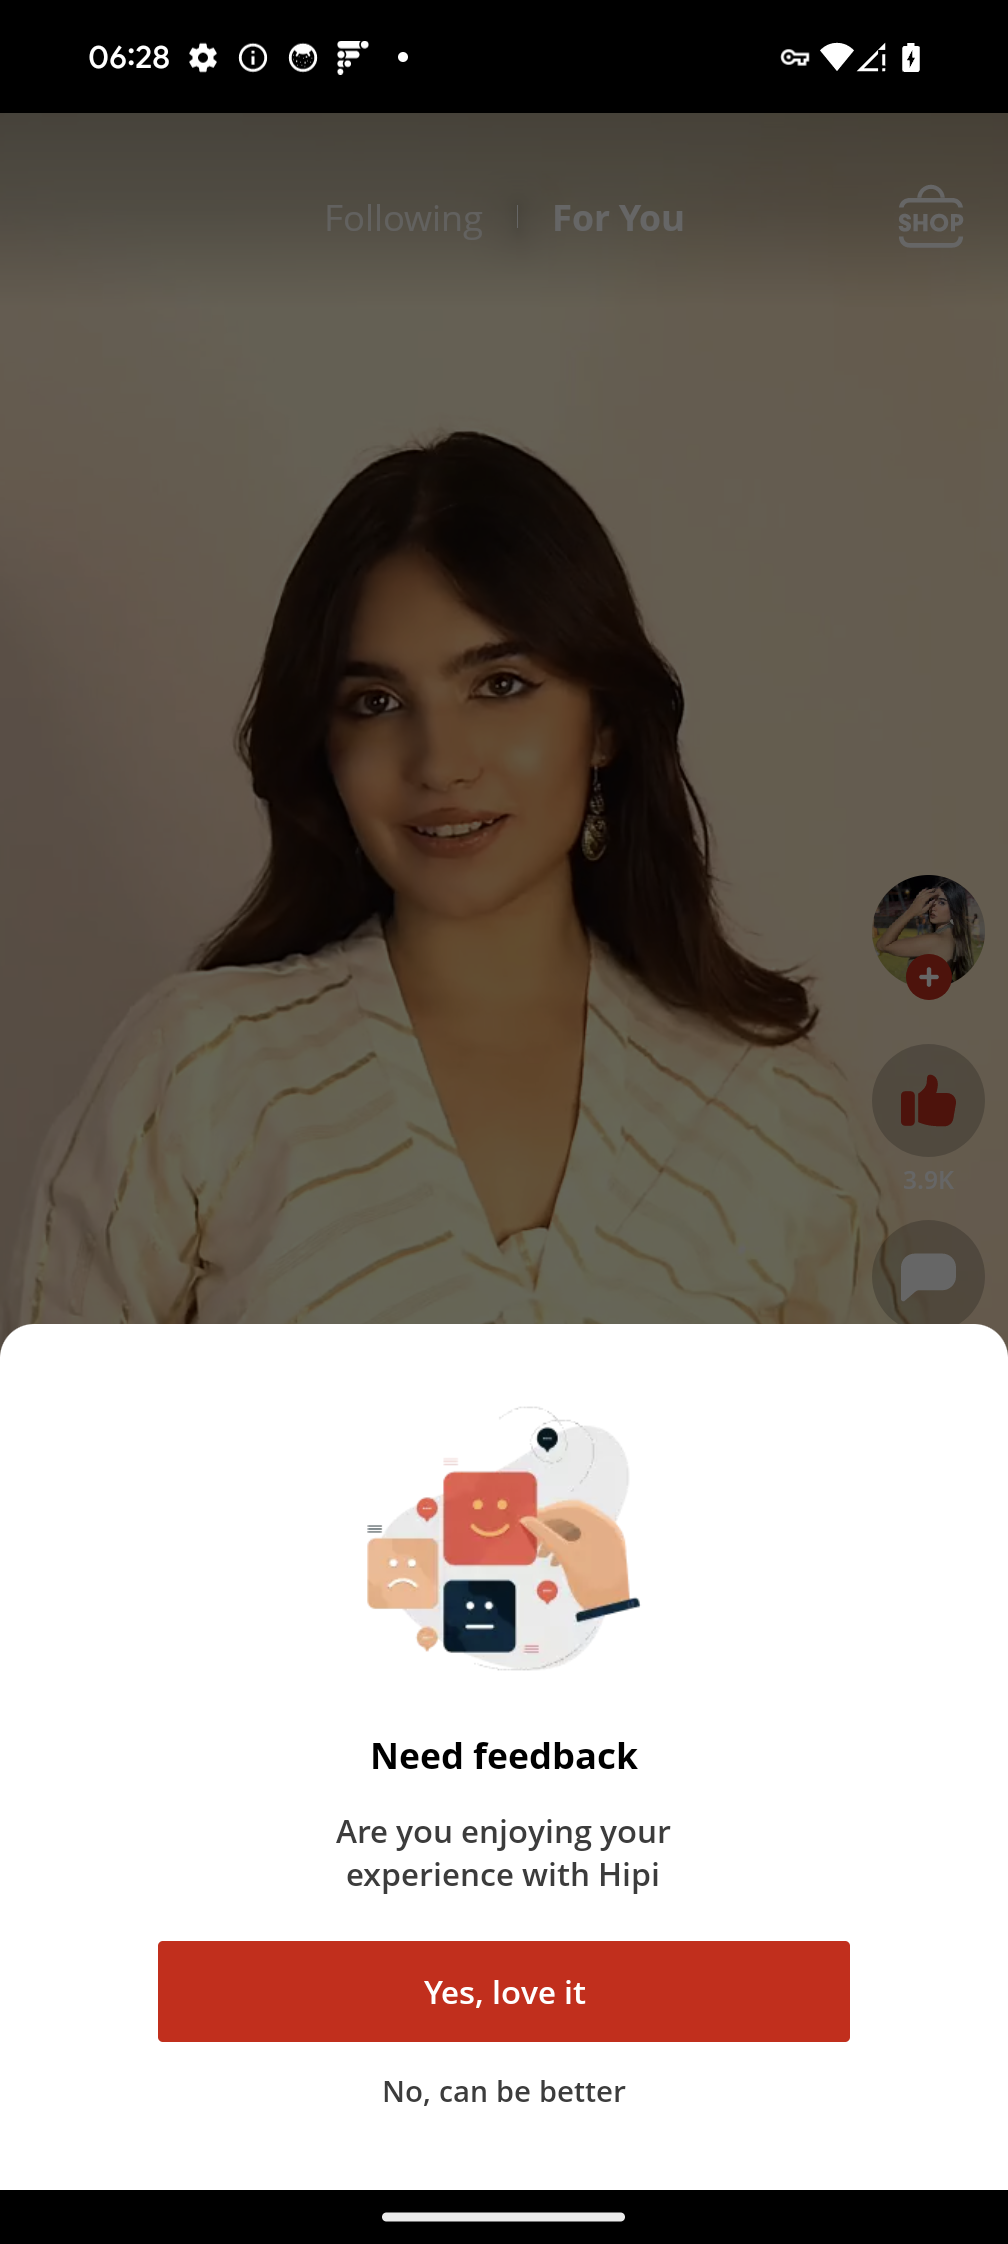 06:28
Following
For You
SHOP
3.9K
Need feedback
Are you enjoying your
experience with Hipi
Yes, love it
No, can be better